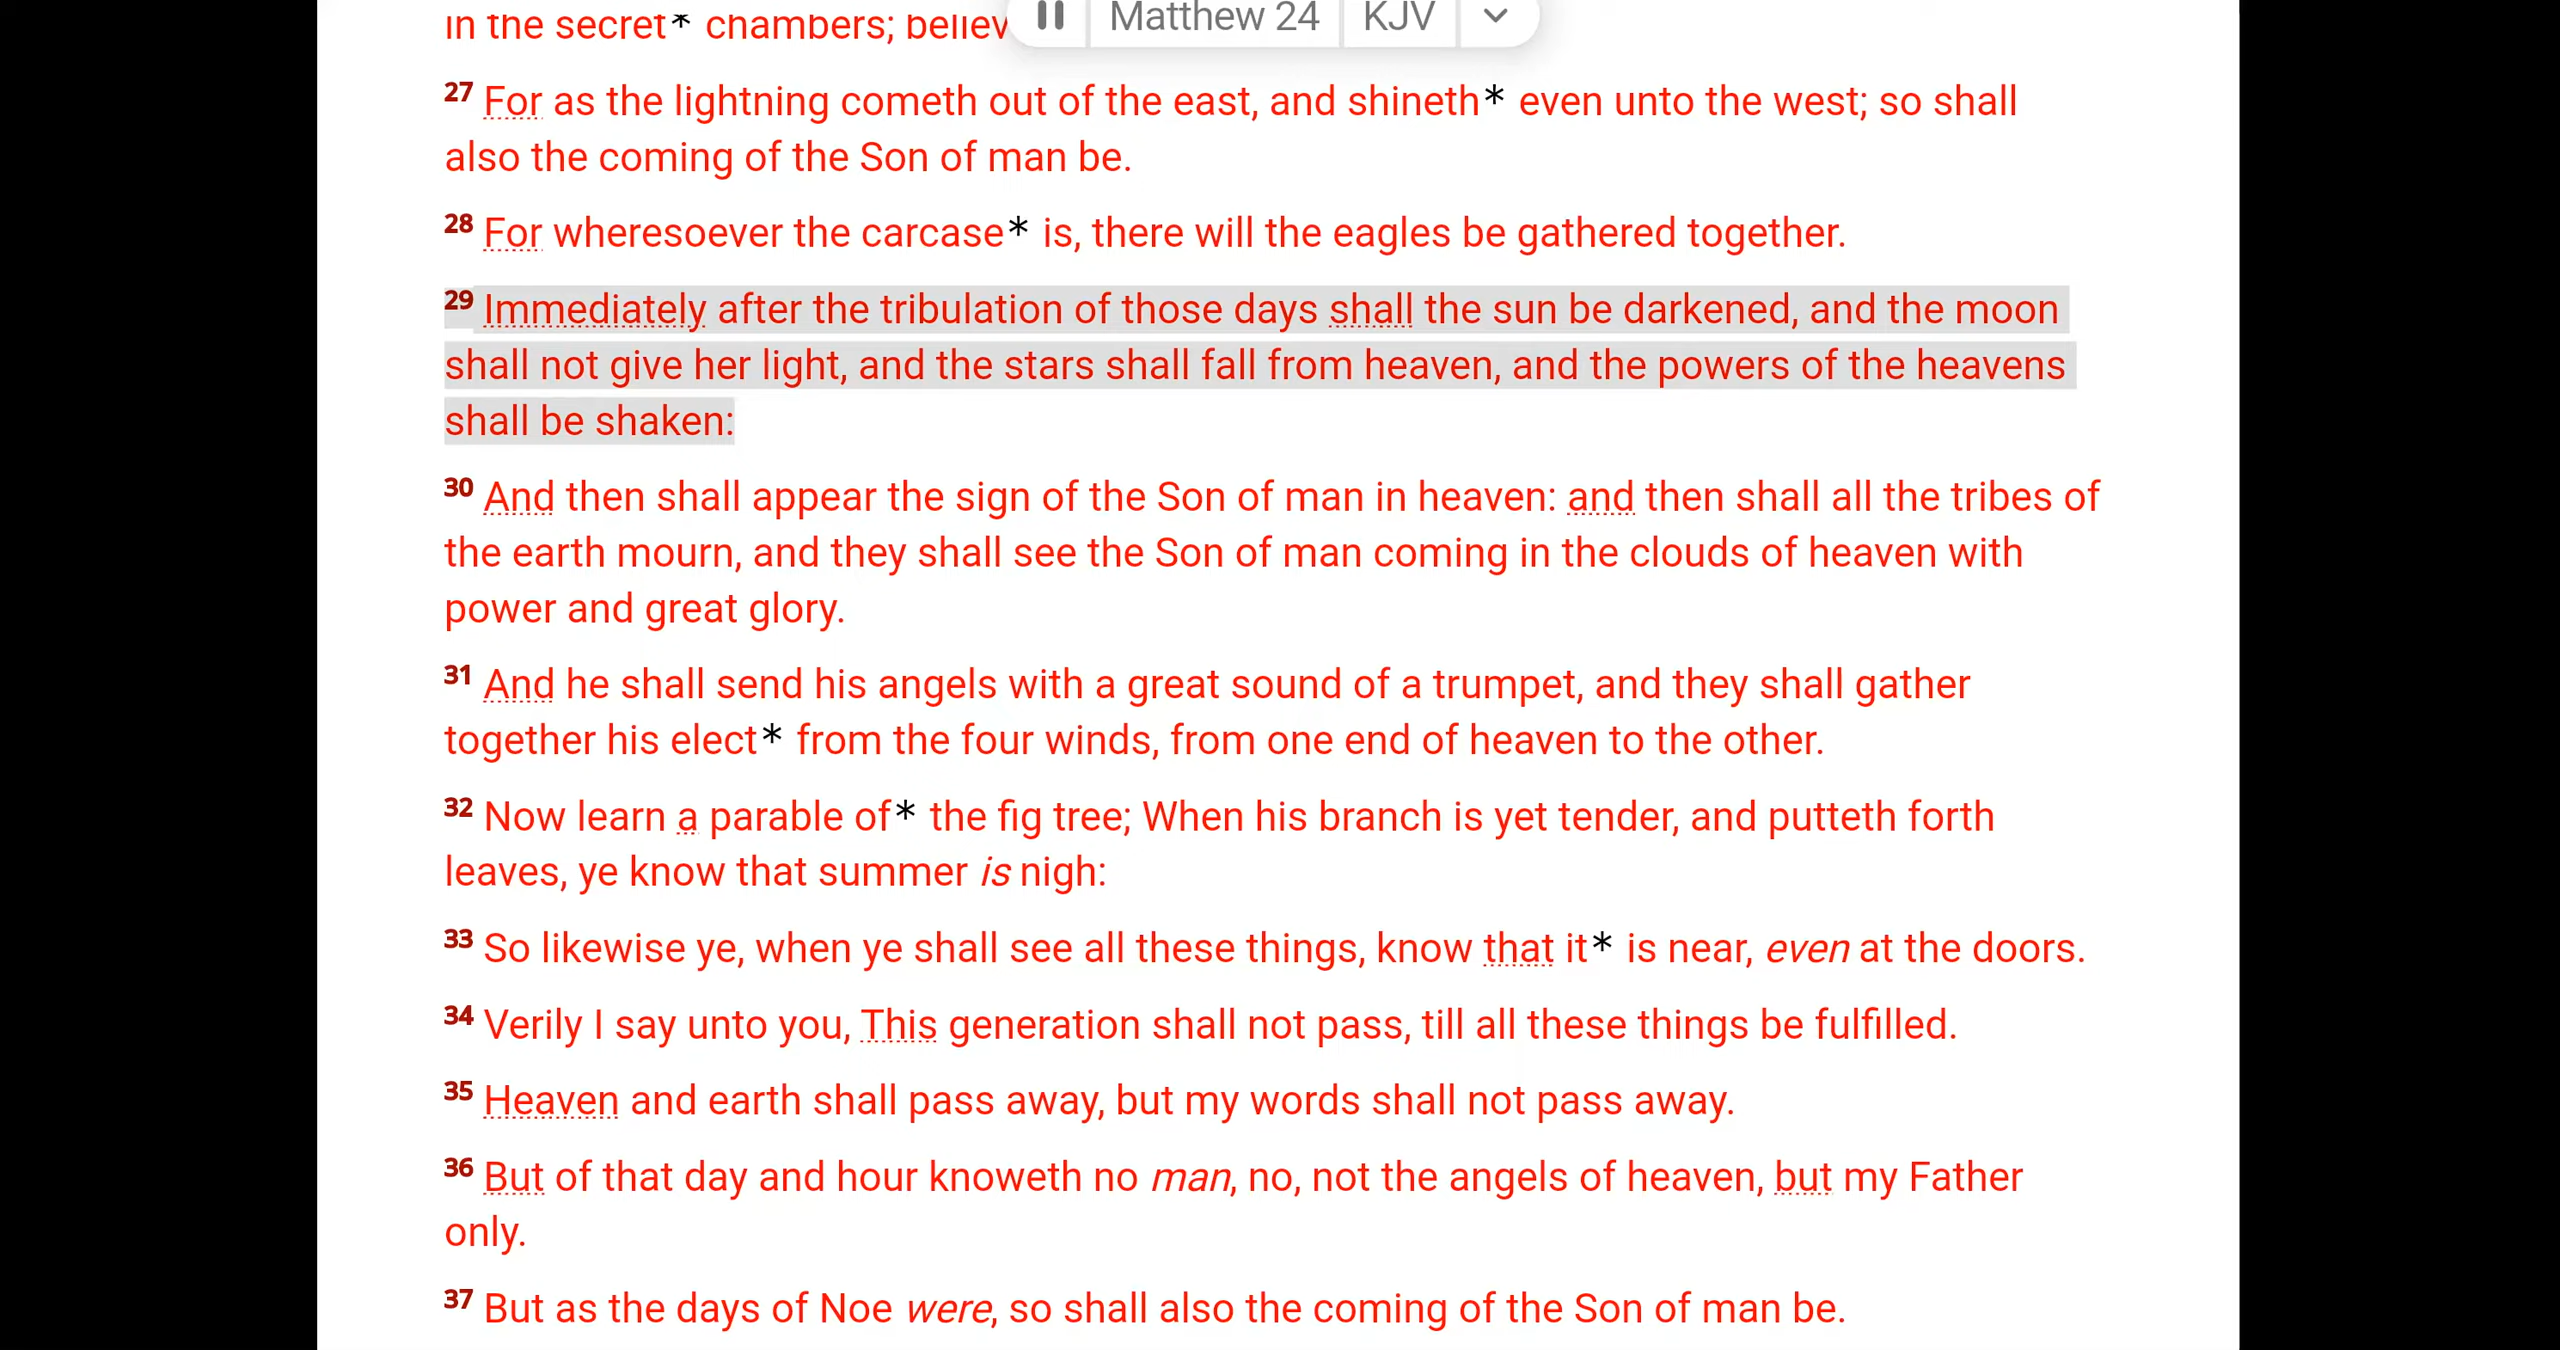 in the secret* chambers; believ
Matthew 24 KJV
27 For as the lightning cometh out of the east, and shineth* even unto the west; so shall
also the coming of the Son of man be.
28 For wheresoever the carcase* is, there will the eagles be gathered together.
29 Immediately after the tribulation of those days shall the sun be darkened, and the moon
shall not give her light, and the stars shall fall from heaven, and the powers of the heavens
shall be shaken:
30 And then shall appear the sign of the Son of man in heaven: and then shall all the tribes of
the earth mourn, and they shall see the Son of man coming in the clouds of heaven with
power and great glory.
31 And he shall send his angels with a great sound of a trumpet, and they shall gather
together his elect* from the four winds, from one end of heaven to the other.
32 Now learn a parable of* the fig tree; When his branch is yet tender, and putteth forth
leaves, ye know that summer is nigh:
33 So likewise ye, when ye shall see all these things, know that it* is near, even at the doors.
34 Verily I say unto you, This generation shall not pass, till all these things be fulfilled.
35 Heaven and earth shall pass away, but my words shall not pass away.
36 But of that day and hour knoweth no man, no, not the angels of heaven, but my Father
only.
37 But as the days of Noe were, so shall also the coming of the Son of man be.